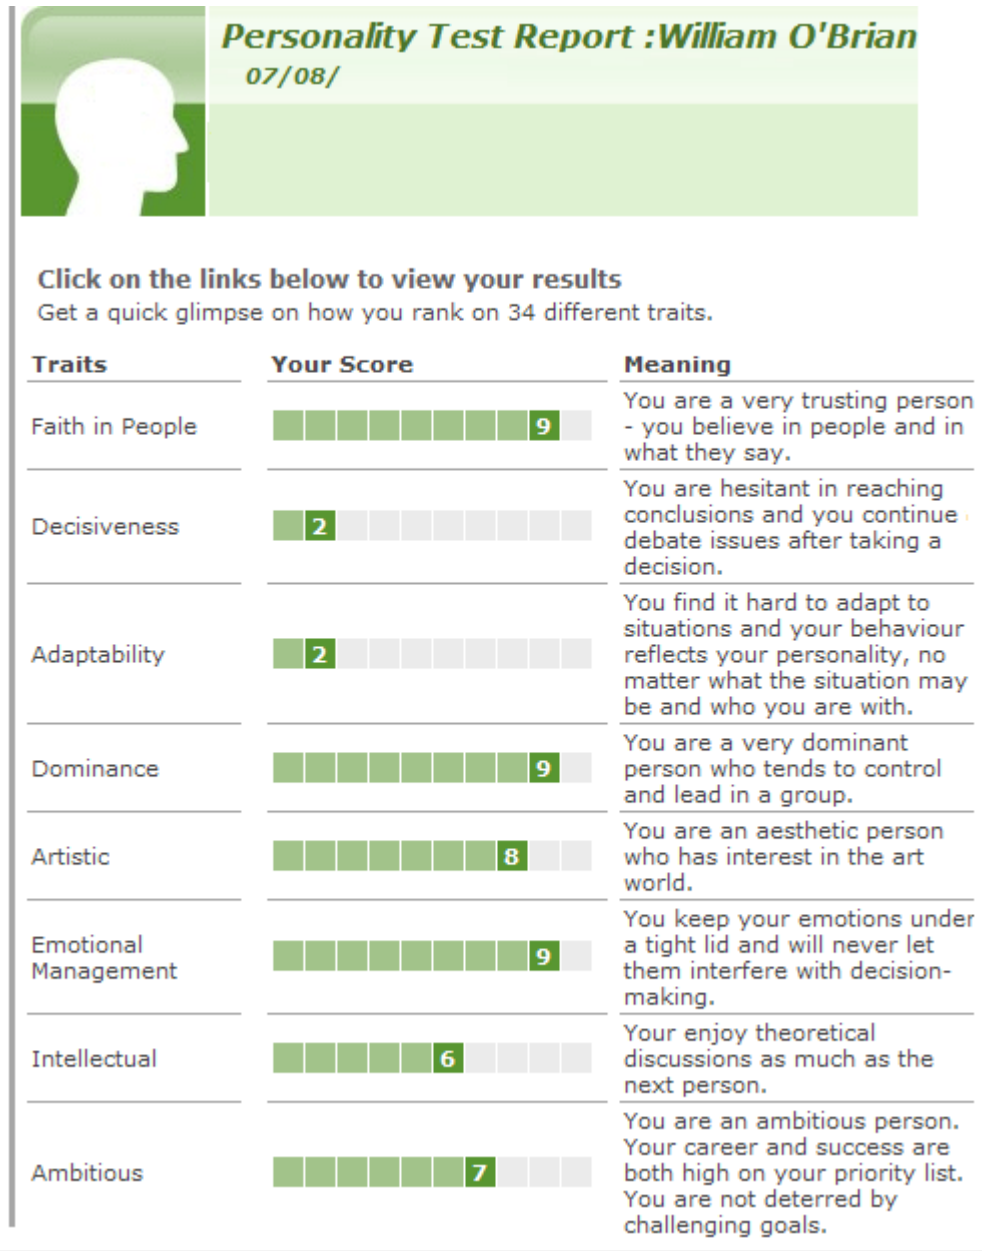 Personality Test Report :William O'Brian
07/08/
Click on the links below to view your results
Get a quick glimpse on how you rank on 34 different traits.
Traits Your Score Meaning
Faith in People 9 You are a very trusting person
- you believe in people and in
what they say.
Decisiveness 2 You are hesitant in reaching
conclusions and you continue
debate issues after taking a
decision.
Adaptability 2 You find it hard to adapt to
situations and your behaviour
reflects your personality, no
matter what the situation may
be and who you are with.
Dominance 9 You are a very dominant
person who tends to control
and lead in a group.
Artistic 8 You are an aesthetic person
who has interest in the art
world.
Emotional
Management 9 You keep your emotions under
a tight lid and will never let
them interfere with decision-
making.
Intellectual 6 Your enjoy theoretical
discussions as much as the
next person.
Ambitious 7 You are an ambitious person.
Your career and success are
both high on your priority list.
You are not deterred by
challenging goals.